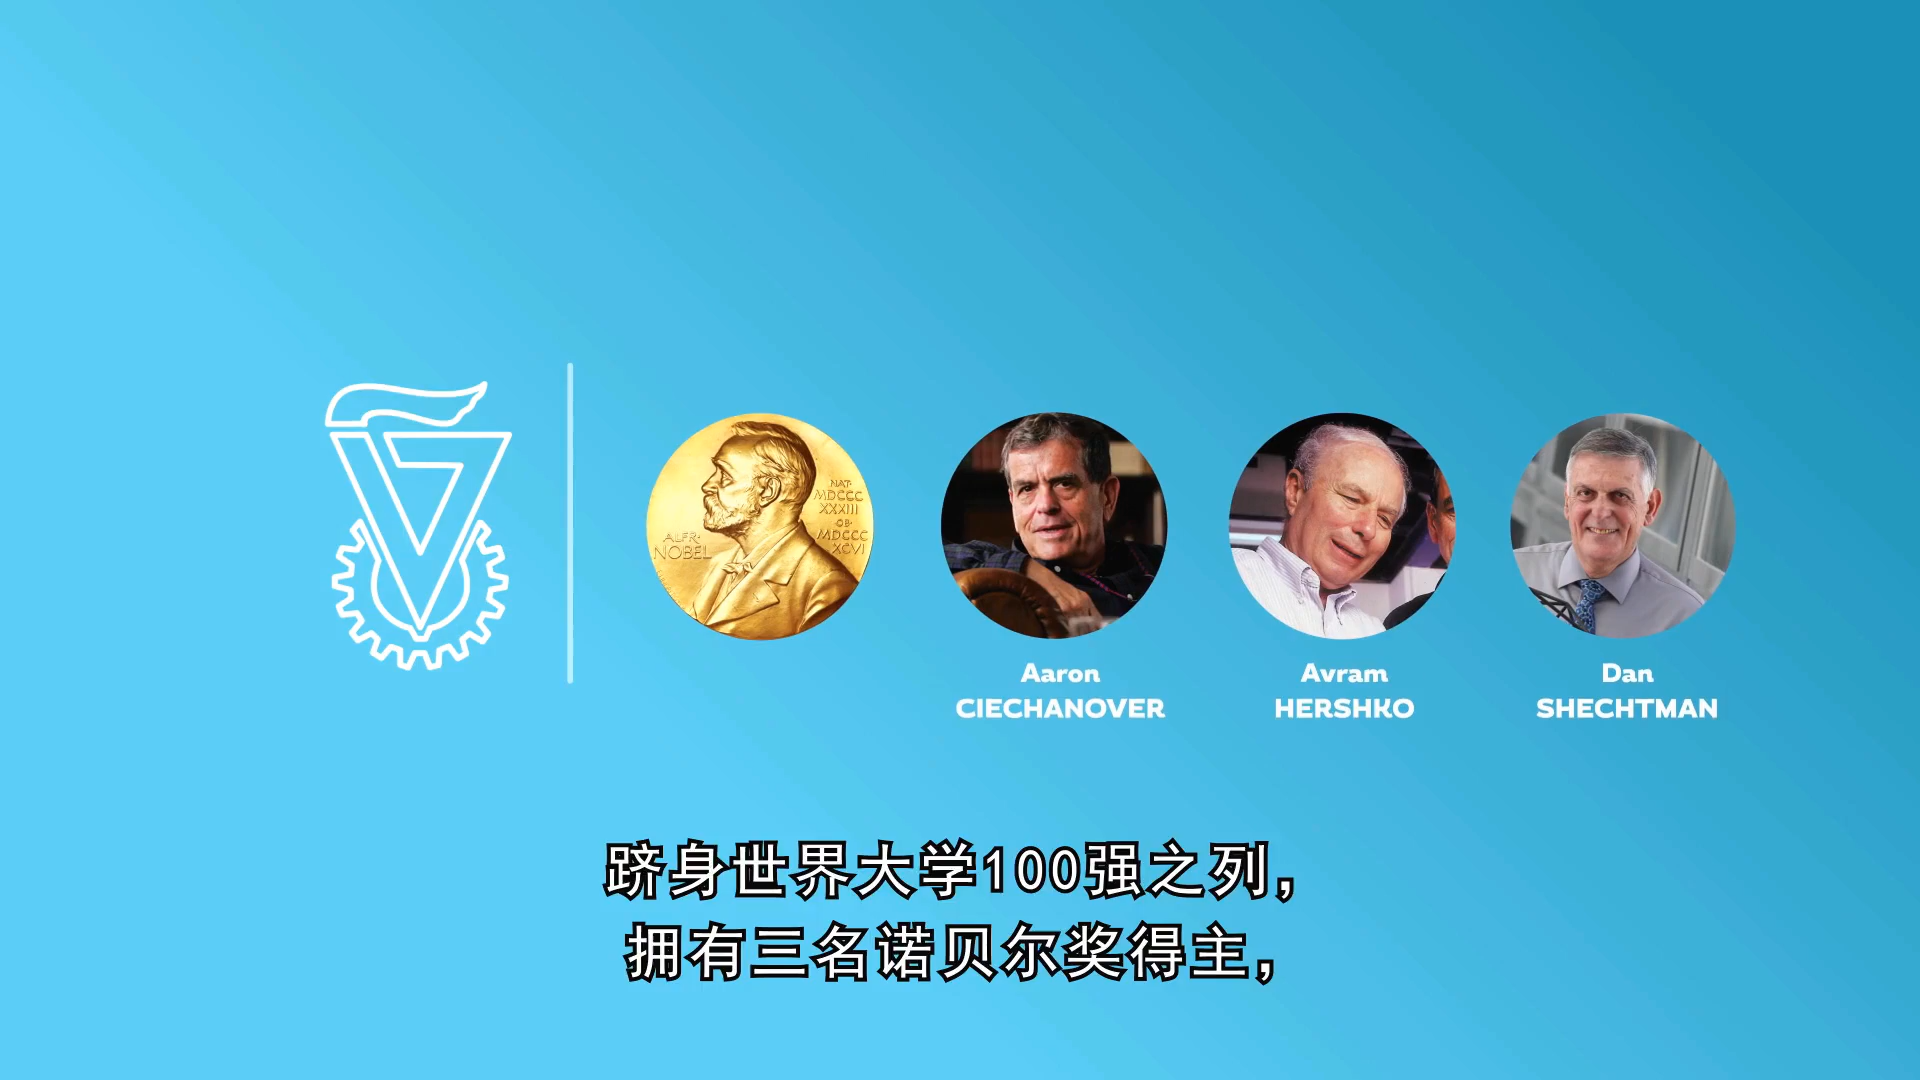 ALFR·
NOBEL
NAT·
MDCCC
XXXIII
·OB·
MDCCC
XCVI
Aaron
CIECHANOVER
Avram
HERSHKO
Dan
SHECHTMAN
跻身世界大学100强之列，
拥有三名诺贝尔奖得主，